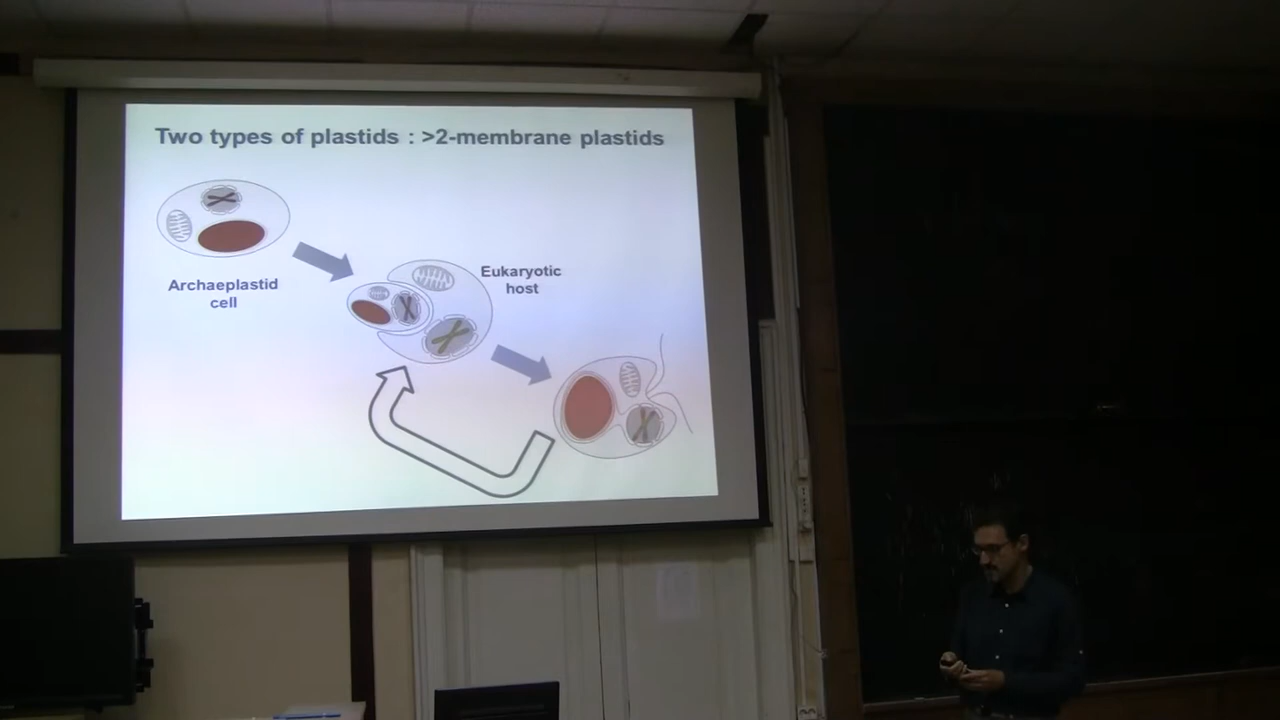 Two types of plastids : >2-membrane plastids
Archaeplastid
cell
Eukaryotic
host